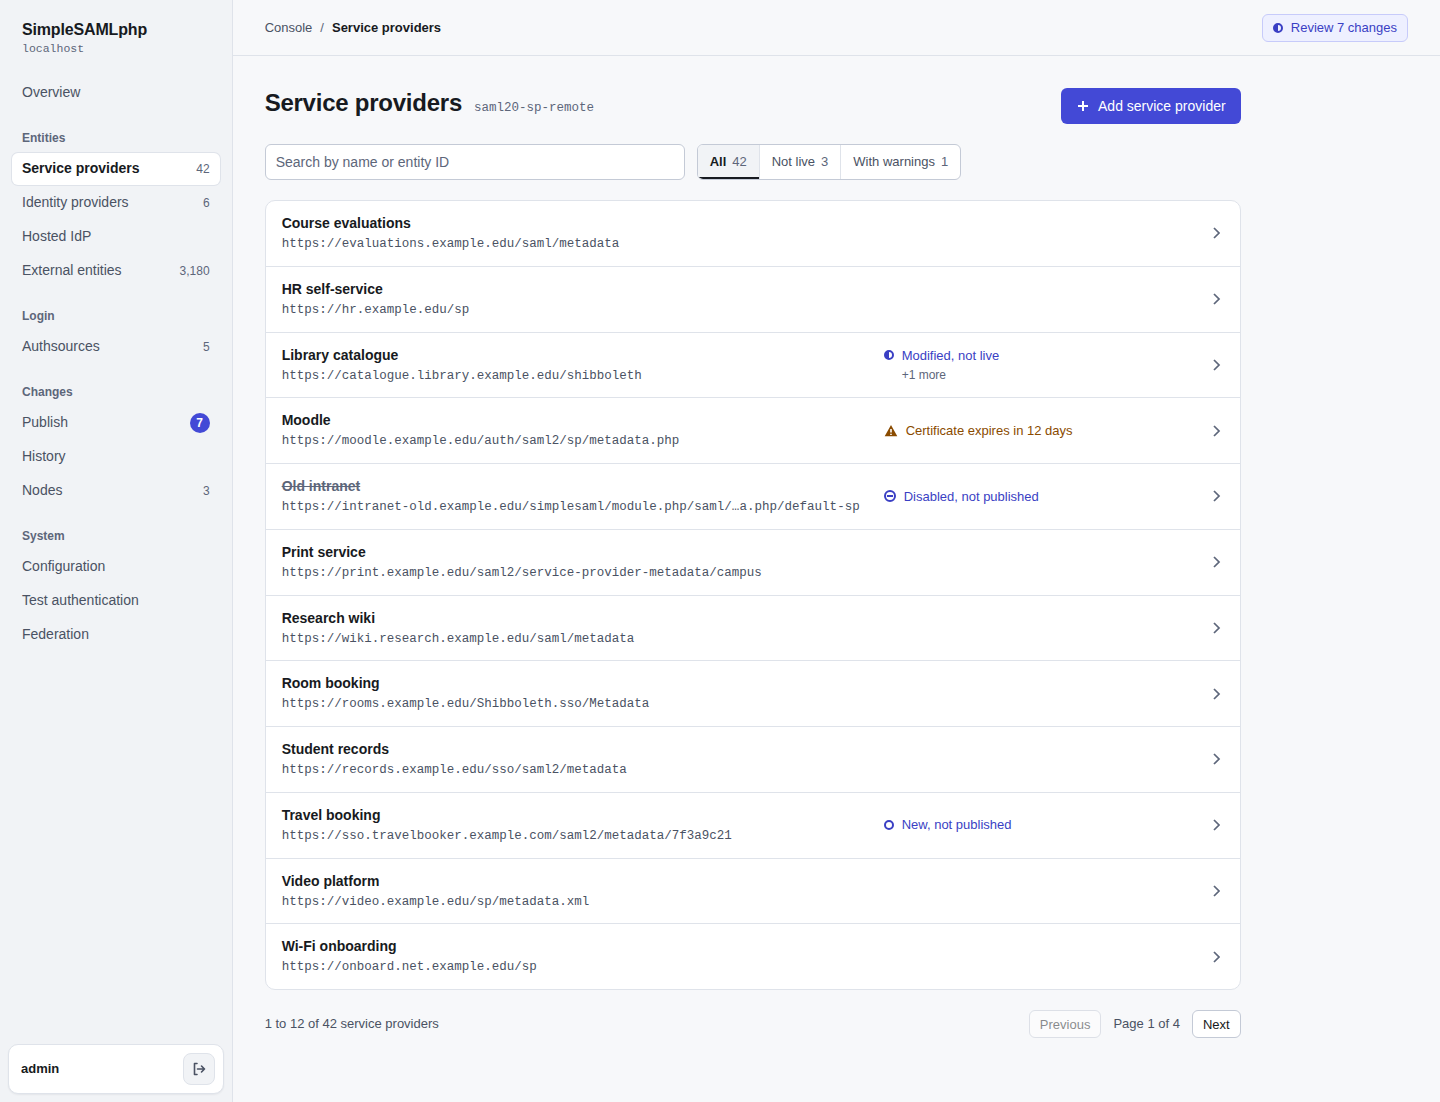 SimpleSAMLphp
localhost
Overview
Entities
Service providers 42
Identity providers 6
Hosted IdP
External entities 3,180
Login
Authsources 5
Changes
Publish 7
History
Nodes 3
System
Configuration
Test authentication
Federation
admin
Console / Service providers
Review 7 changes
Service providers saml20-sp-remote
Add service provider
Search by name or entity ID
All 42 Not live 3 With warnings 1
Course evaluations
https://evaluations.example.edu/saml/metadata
HR self-service
https://hr.example.edu/sp
Library catalogue
https://catalogue.library.example.edu/shibboleth
Modified, not live
+1 more
Moodle
https://moodle.example.edu/auth/saml2/sp/metadata.php
Certificate expires in 12 days
Old intranet
https://intranet-old.example.edu/simplesaml/module.php/saml/…a.php/default-sp
Disabled, not published
Print service
https://print.example.edu/saml2/service-provider-metadata/campus
Research wiki
https://wiki.research.example.edu/saml/metadata
Room booking
https://rooms.example.edu/Shibboleth.sso/Metadata
Student records
https://records.example.edu/sso/saml2/metadata
Travel booking
https://sso.travelbooker.example.com/saml2/metadata/7f3a9c21
New, not published
Video platform
https://video.example.edu/sp/metadata.xml
Wi-Fi onboarding
https://onboard.net.example.edu/sp
1 to 12 of 42 service providers
Previous Page 1 of 4 Next